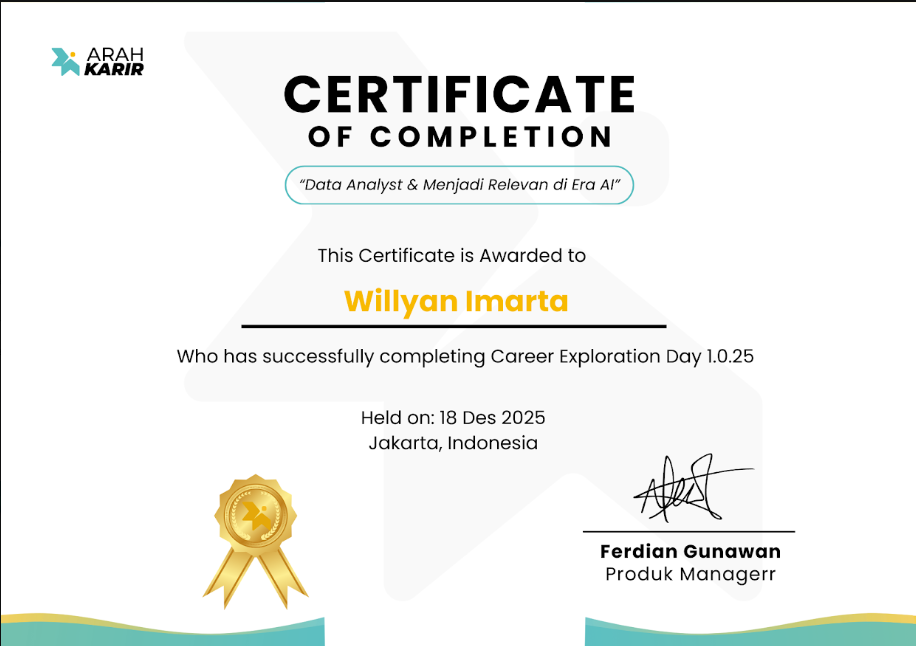 ARAH
KARIR
CERTIFICATE
OF COMPLETION
“Data Analyst & Menjadi Relevan di Era AI”
This Certificate is Awarded to
Willyan Imarta
Who has successfully completing Career Exploration Day 1.0.25
Held on: 18 Des 2025
Jakarta, Indonesia
Ferdian Gunawan
Produk Managerr